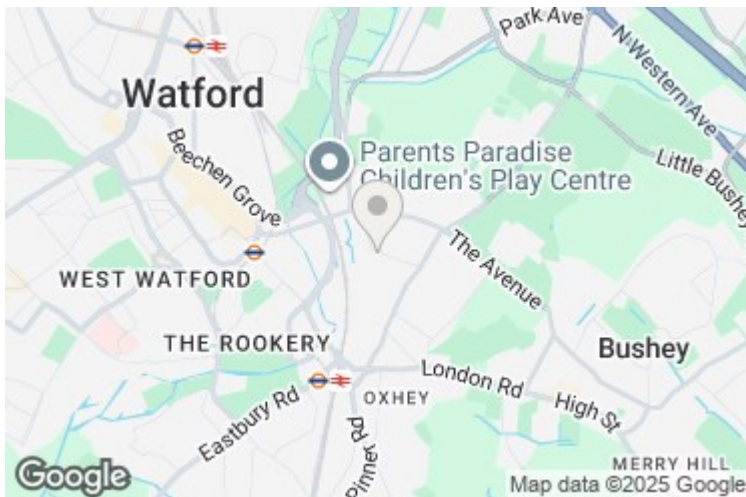 Park Ave
N Western Ave
Watford
Beechen Grove
Parents Paradise
Children's Play Centre
Little Bushey
The Avenue
WEST WATFORD
THE ROOKERY
Bushey
London Rd
High St
OXHEY
Eastbury Rd
Pinner Rd
MERRY HILL
Google
Map data ©2025 Google